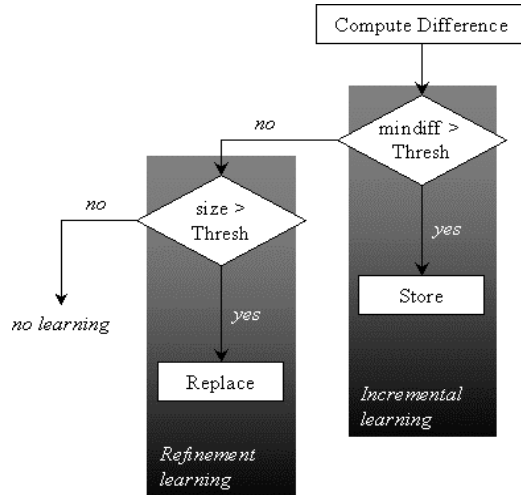 Compute Difference
mindiff >
Thresh
no
size >
Thresh
no
yes
Store
no learning
yes
Replace
Incremental
learning
Refinement
learning